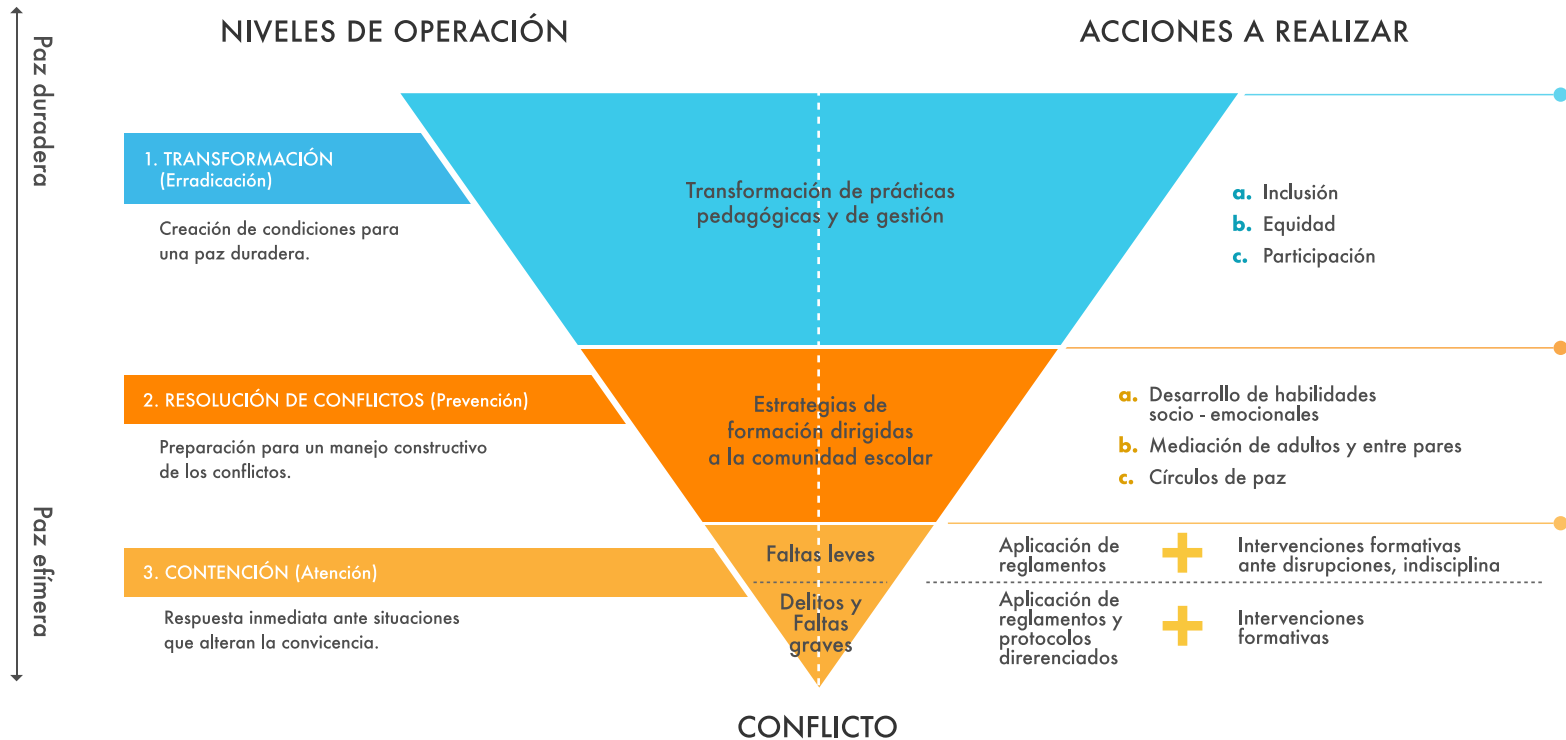 NIVELES DE OPERACIÓN
ACCIONES A REALIZAR
Paz duradera
Paz efímera
1. TRANSFORMACIÓN
(Erradicación)
Creación de condiciones para
una paz duradera.
Transformación de prácticas
pedagógicas y de gestión
a. Inclusión
b. Equidad
c. Participación
2. RESOLUCIÓN DE CONFLICTOS (Prevención)
Preparación para un manejo constructivo
de los conflictos.
Estrategias de
formación dirigidas
a la comunidad escolar
a. Desarrollo de habilidades
socio - emocionales
b. Mediación de adultos y entre pares
c. Círculos de paz
3. CONTENCIÓN (Atención)
Respuesta inmediata ante situaciones
que alteran la convicencia.
Faltas leves
Aplicación de
reglamentos
+
Intervenciones formativas
ante disrupciones, indisciplina
Delitos y
Faltas
graves
Aplicación de
reglamentos y
protocolos
direrenciados
+
Intervenciones
formativas
CONFLICTO